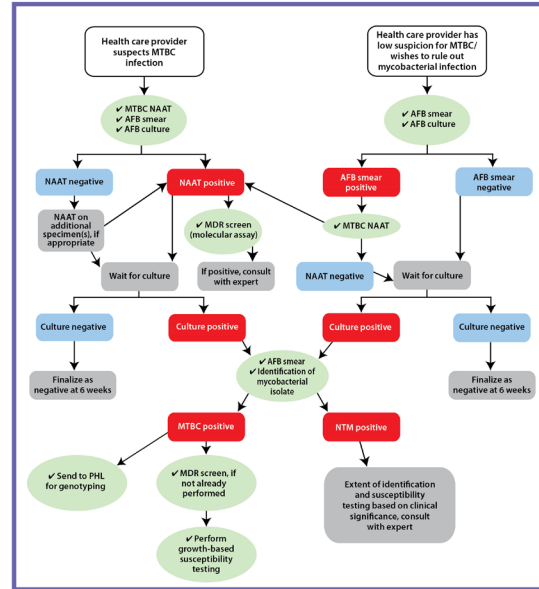 Health care provider
suspects MTBC
infection
Health care provider has
low suspicion for MTBC/
wishes to rule out
mycobacterial infection
✓ MTBC NAAT
✓ AFB smear
✓ AFB culture
✓ AFB smear
✓ AFB culture
NAAT negative
NAAT positive
AFB smear
positive
AFB smear
negative
NAAT on
additional
specimen(s), if
appropriate
✓ MDR screen
(molecular assay)
✓ MTBC NAAT
Wait for culture
If positive, consult
with expert
NAAT negative
Wait for culture
Culture negative
Culture positive
Culture positive
Culture negative
Finalize as
negative at 6 weeks
✓ AFB smear
✓ Identification of
mycobacterial
isolate
Finalize as
negative at 6 weeks
MTBC positive
NTM positive
✓ Send to PHL
for genotyping
✓ MDR screen, if
not already
performed
Extent of identification
and susceptibility
testing based on clinical
significance, consult
with expert
✓ Perform
growth-based
susceptibility
testing